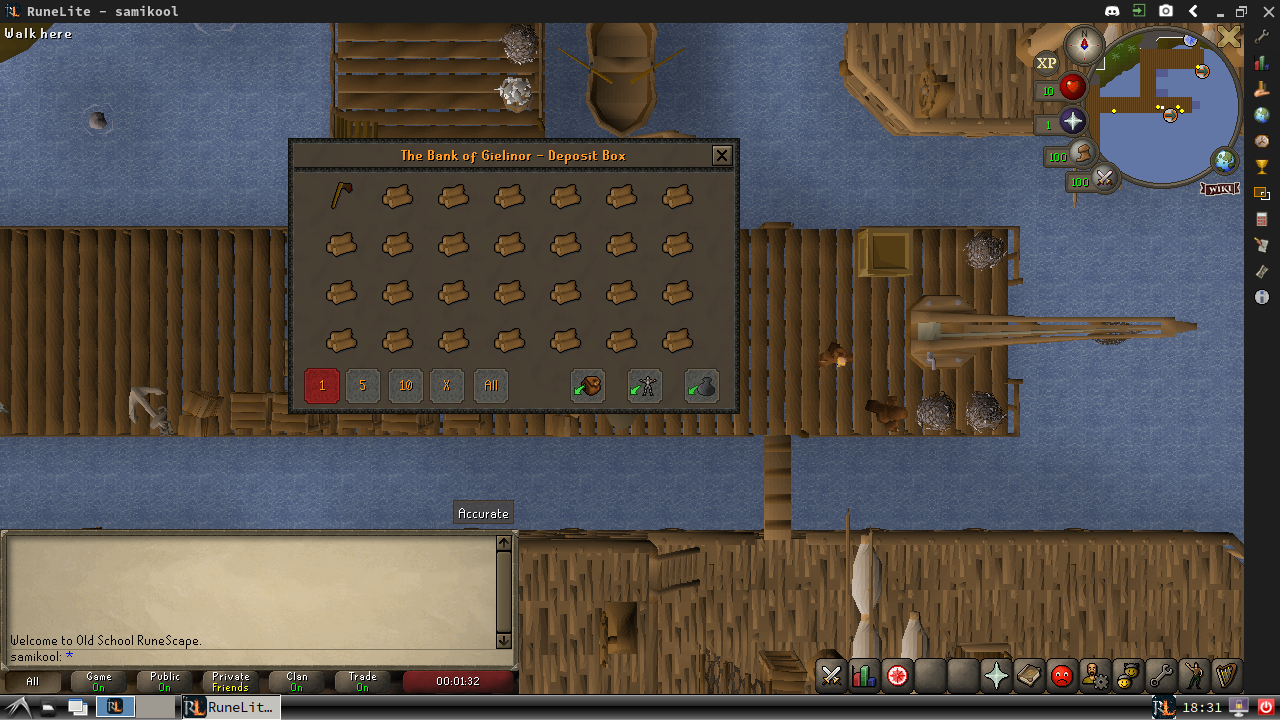 RuneLite - samikool
Walk here
N
XP
10
1
100
100
WIKI
The Bank of Gielinor - Deposit Box
1
5
10
X
All
Accurate
Welcome to Old School RuneScape.
samikool: *
All
Game
On
Public
On
Private
Friends
Clan
On
Trade
On
00:01:32
RuneLit...
18:31